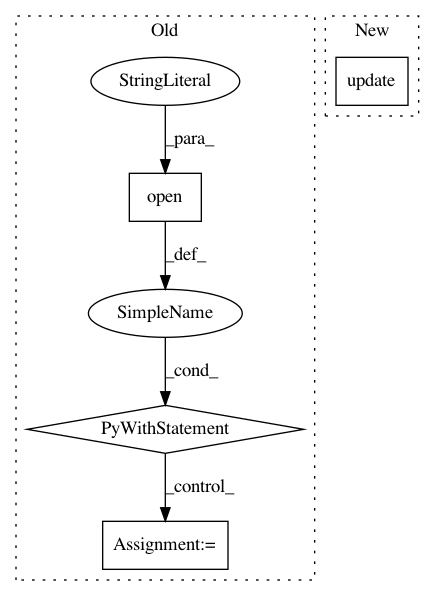 Old
New
StringLiteral
update
_para_
open
_def_
SimpleName
_cond_
PyWithStatement
_control_
Assignment:=